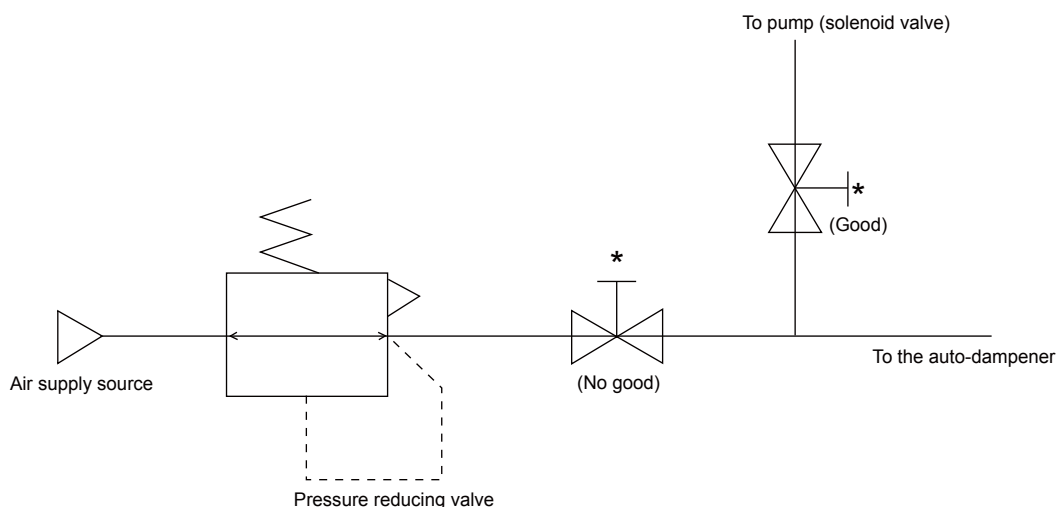 To pump (solenoid valve)
*
(Good)
*
Air supply source
(No good)
To the auto-dampener
Pressure reducing valve